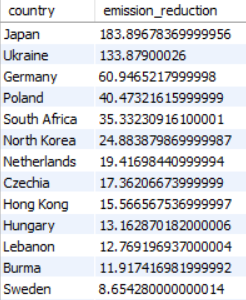 country emission_reduction
Japan 183.89678369999956
Ukraine 133.87900026
Germany 60.9465217999998
Poland 40.47321615999999
South Africa 35.33230916100001
North Korea 24.883879869999987
Netherlands 19.41698440999994
Czechia 17.36206673999999
Hong Kong 15.566567536999997
Hungary 13.162870182000006
Lebanon 12.769196937000004
Burma 11.917416981999992
Sweden 8.654280000000014